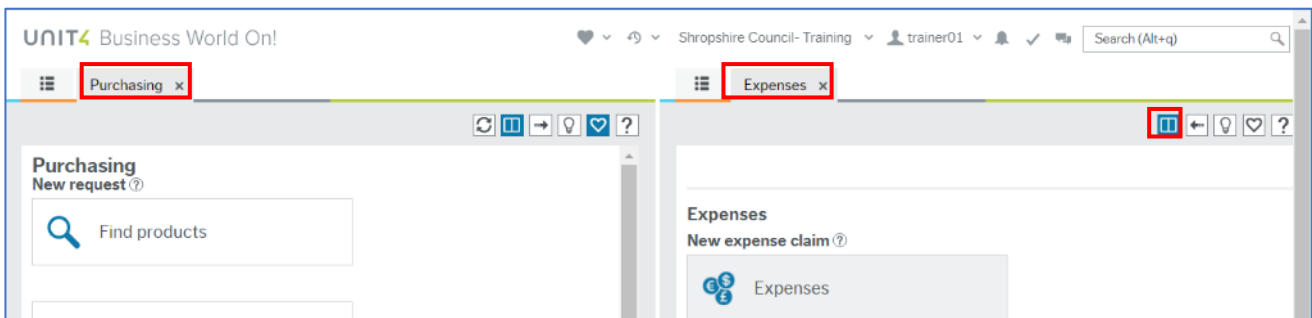 UNIT4 Business World On!
Shropshire Council- Training trainer01 Search (Alt+q)
Purchasing x
Expenses x
?
?
Purchasing
New request ?
Find products
Expenses
New expense claim ?
Expenses